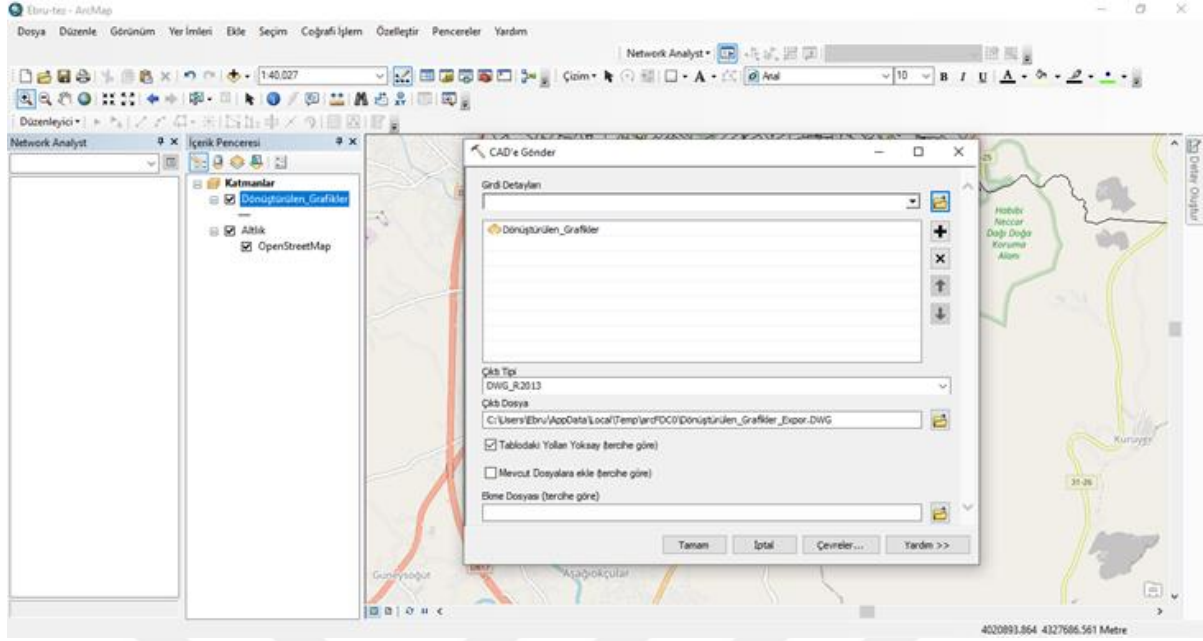 Ebru-tez - ArcMap
Dosya Düzenle Görünüm Yer İmleri Ekle Seçim Coğrafi İşlem Özelleştir Pencereler Yardım
Network Analyst
1:40,027
Çizim
A
Arial
10
B I U A
Düzenleyici
Network Analyst
İçerik Penceresi
Katmanlar
Dönüştürülen_Grafikler
Altlık
OpenStreetMap
CAD'e Gönder
Girdi Detayları
Dönüştürülen_Grafikler
Çıktı Tipi
DWG_R2013
Çıktı Dosya
C:\Users\Ebru\AppData\Local\Temp\arcFDC0\Dönüştürülen_Grafikler_Expor.DWG
Tablodaki Yolları Yoksay (tercihe göre)
Mevcut Dosyalara ekle (tercihe göre)
Ekme Dosyası (tercihe göre)
Tamam
İptal
Çevreler...
Yardım >>
Habibi
Neccar
Dağı Doğa
Koruma
Alanı
Kuruyer
31-26
Güneysöğüt
Aşağıokçular
Detay Oluştur
4020893.864 4327686.561 Metre